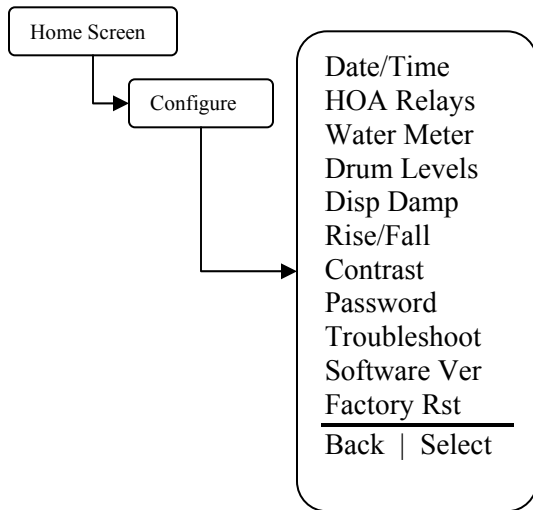 Home Screen
Configure
Date/Time
HOA Relays
Water Meter
Drum Levels
Disp Damp
Rise/Fall
Contrast
Password
Troubleshoot
Software Ver
Factory Rst
Back | Select